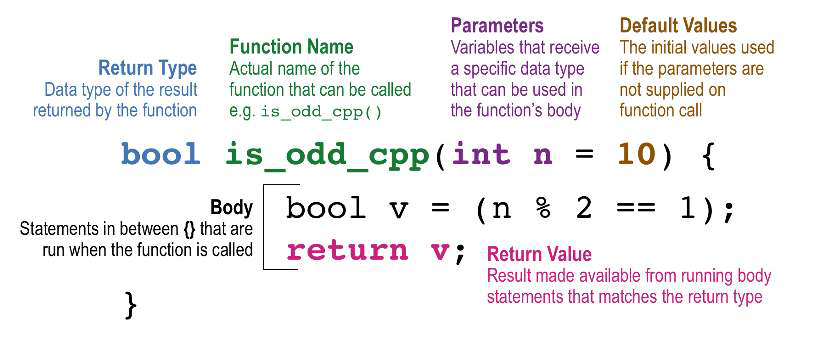 Return Type
Data type of the result
returned by the function
Function Name
Actual name of the
function that can be called
e.g. is_odd_cpp()
Parameters
Variables that receive
a specific data type
that can be used in
the function's body
Default Values
The initial values used
if the parameters are
not supplied on
function call
bool is_odd_cpp(int n = 10) {
Body
Statements in between {} that are
run when the function is called
bool v = (n % 2 == 1);
return v;
Return Value
Result made available from running body
statements that matches the return type
}